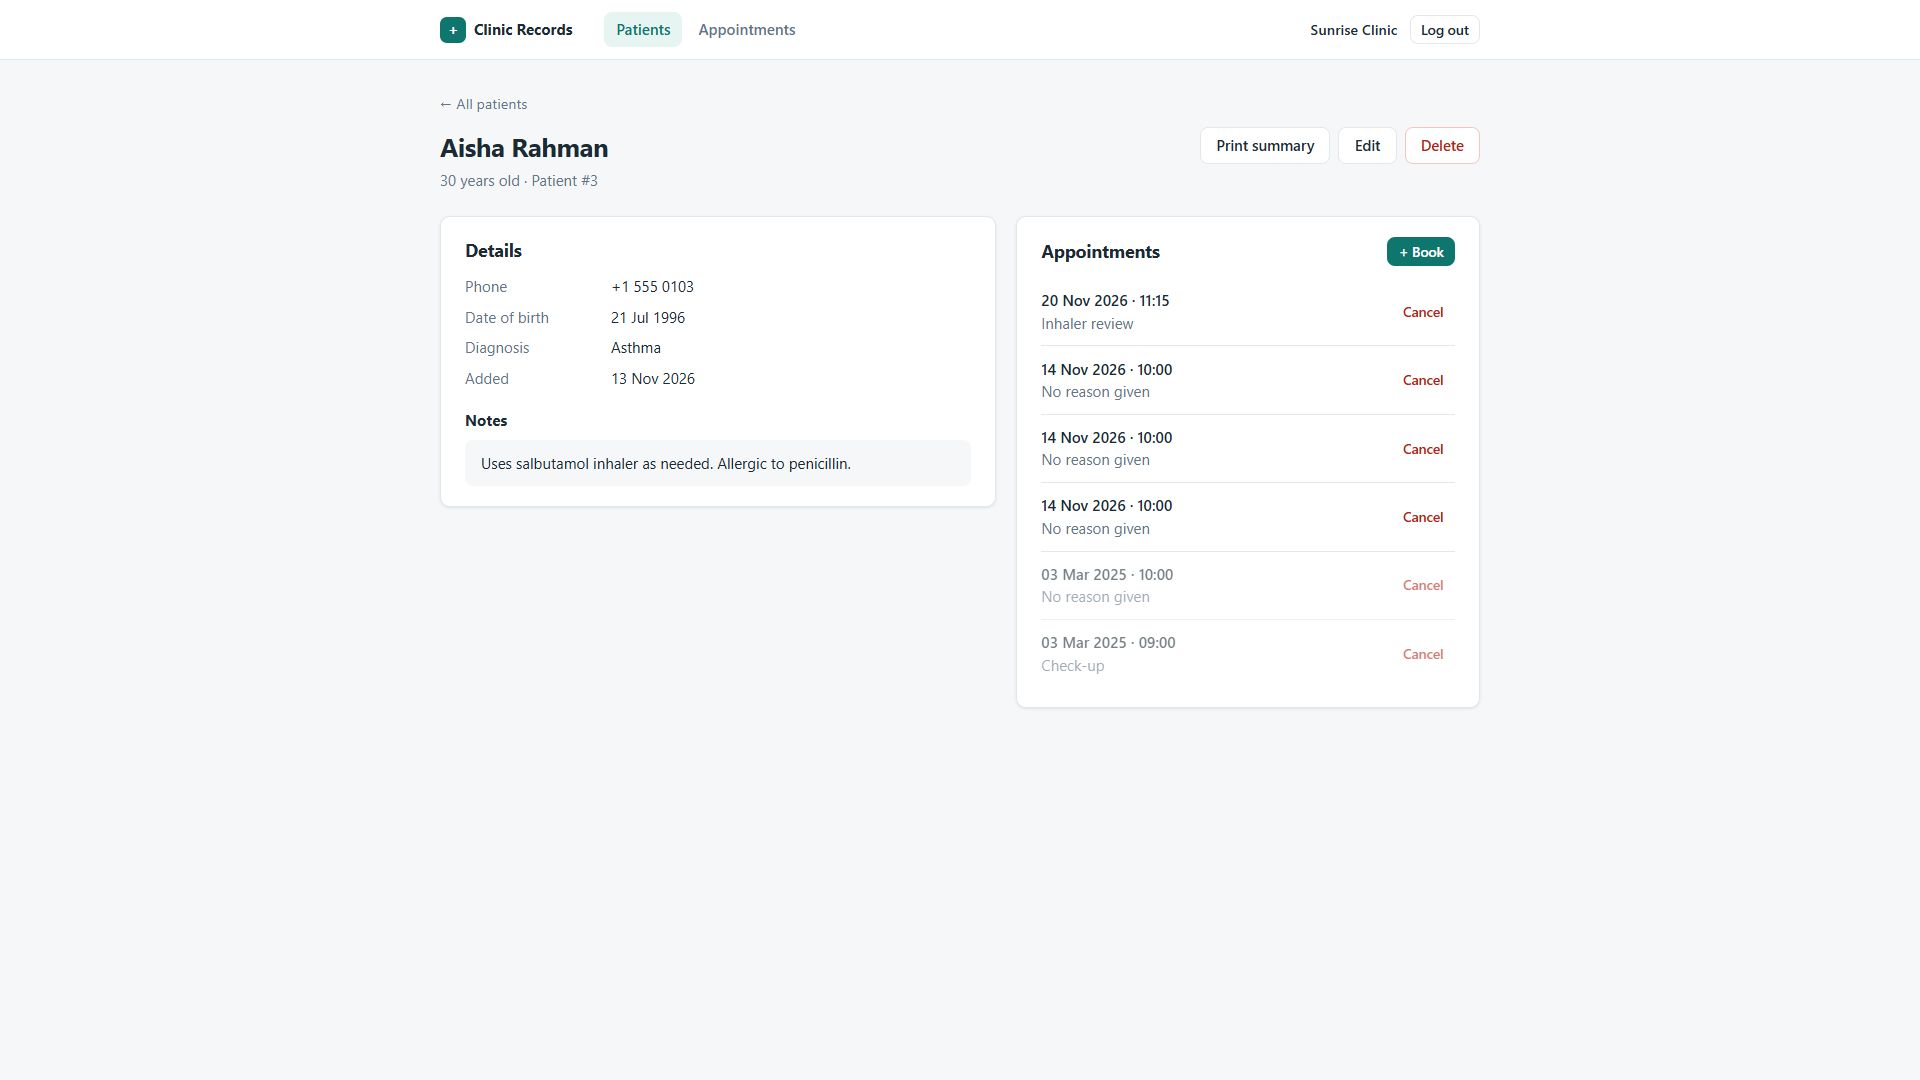 + Clinic Records Patients Appointments Sunrise Clinic Log out
← All patients
Aisha Rahman
30 years old · Patient #3
Print summary Edit Delete
Details
Phone +1 555 0103
Date of birth 21 Jul 1996
Diagnosis Asthma
Added 13 Nov 2026
Notes
Uses salbutamol inhaler as needed. Allergic to penicillin.
Appointments + Book
20 Nov 2026 · 11:15
Inhaler review
Cancel
14 Nov 2026 · 10:00
No reason given
Cancel
14 Nov 2026 · 10:00
No reason given
Cancel
14 Nov 2026 · 10:00
No reason given
Cancel
03 Mar 2025 · 10:00
No reason given
Cancel
03 Mar 2025 · 09:00
Check-up
Cancel